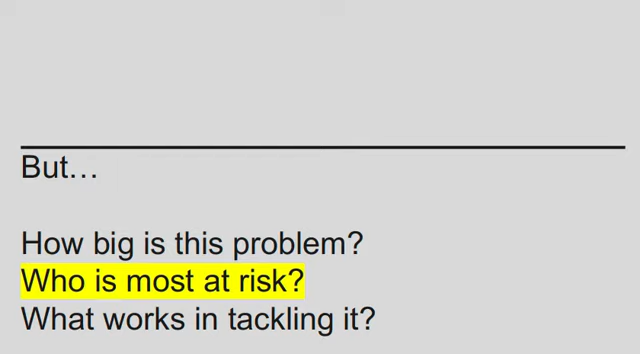 But…
How big is this problem?
Who is most at risk?
What works in tackling it?